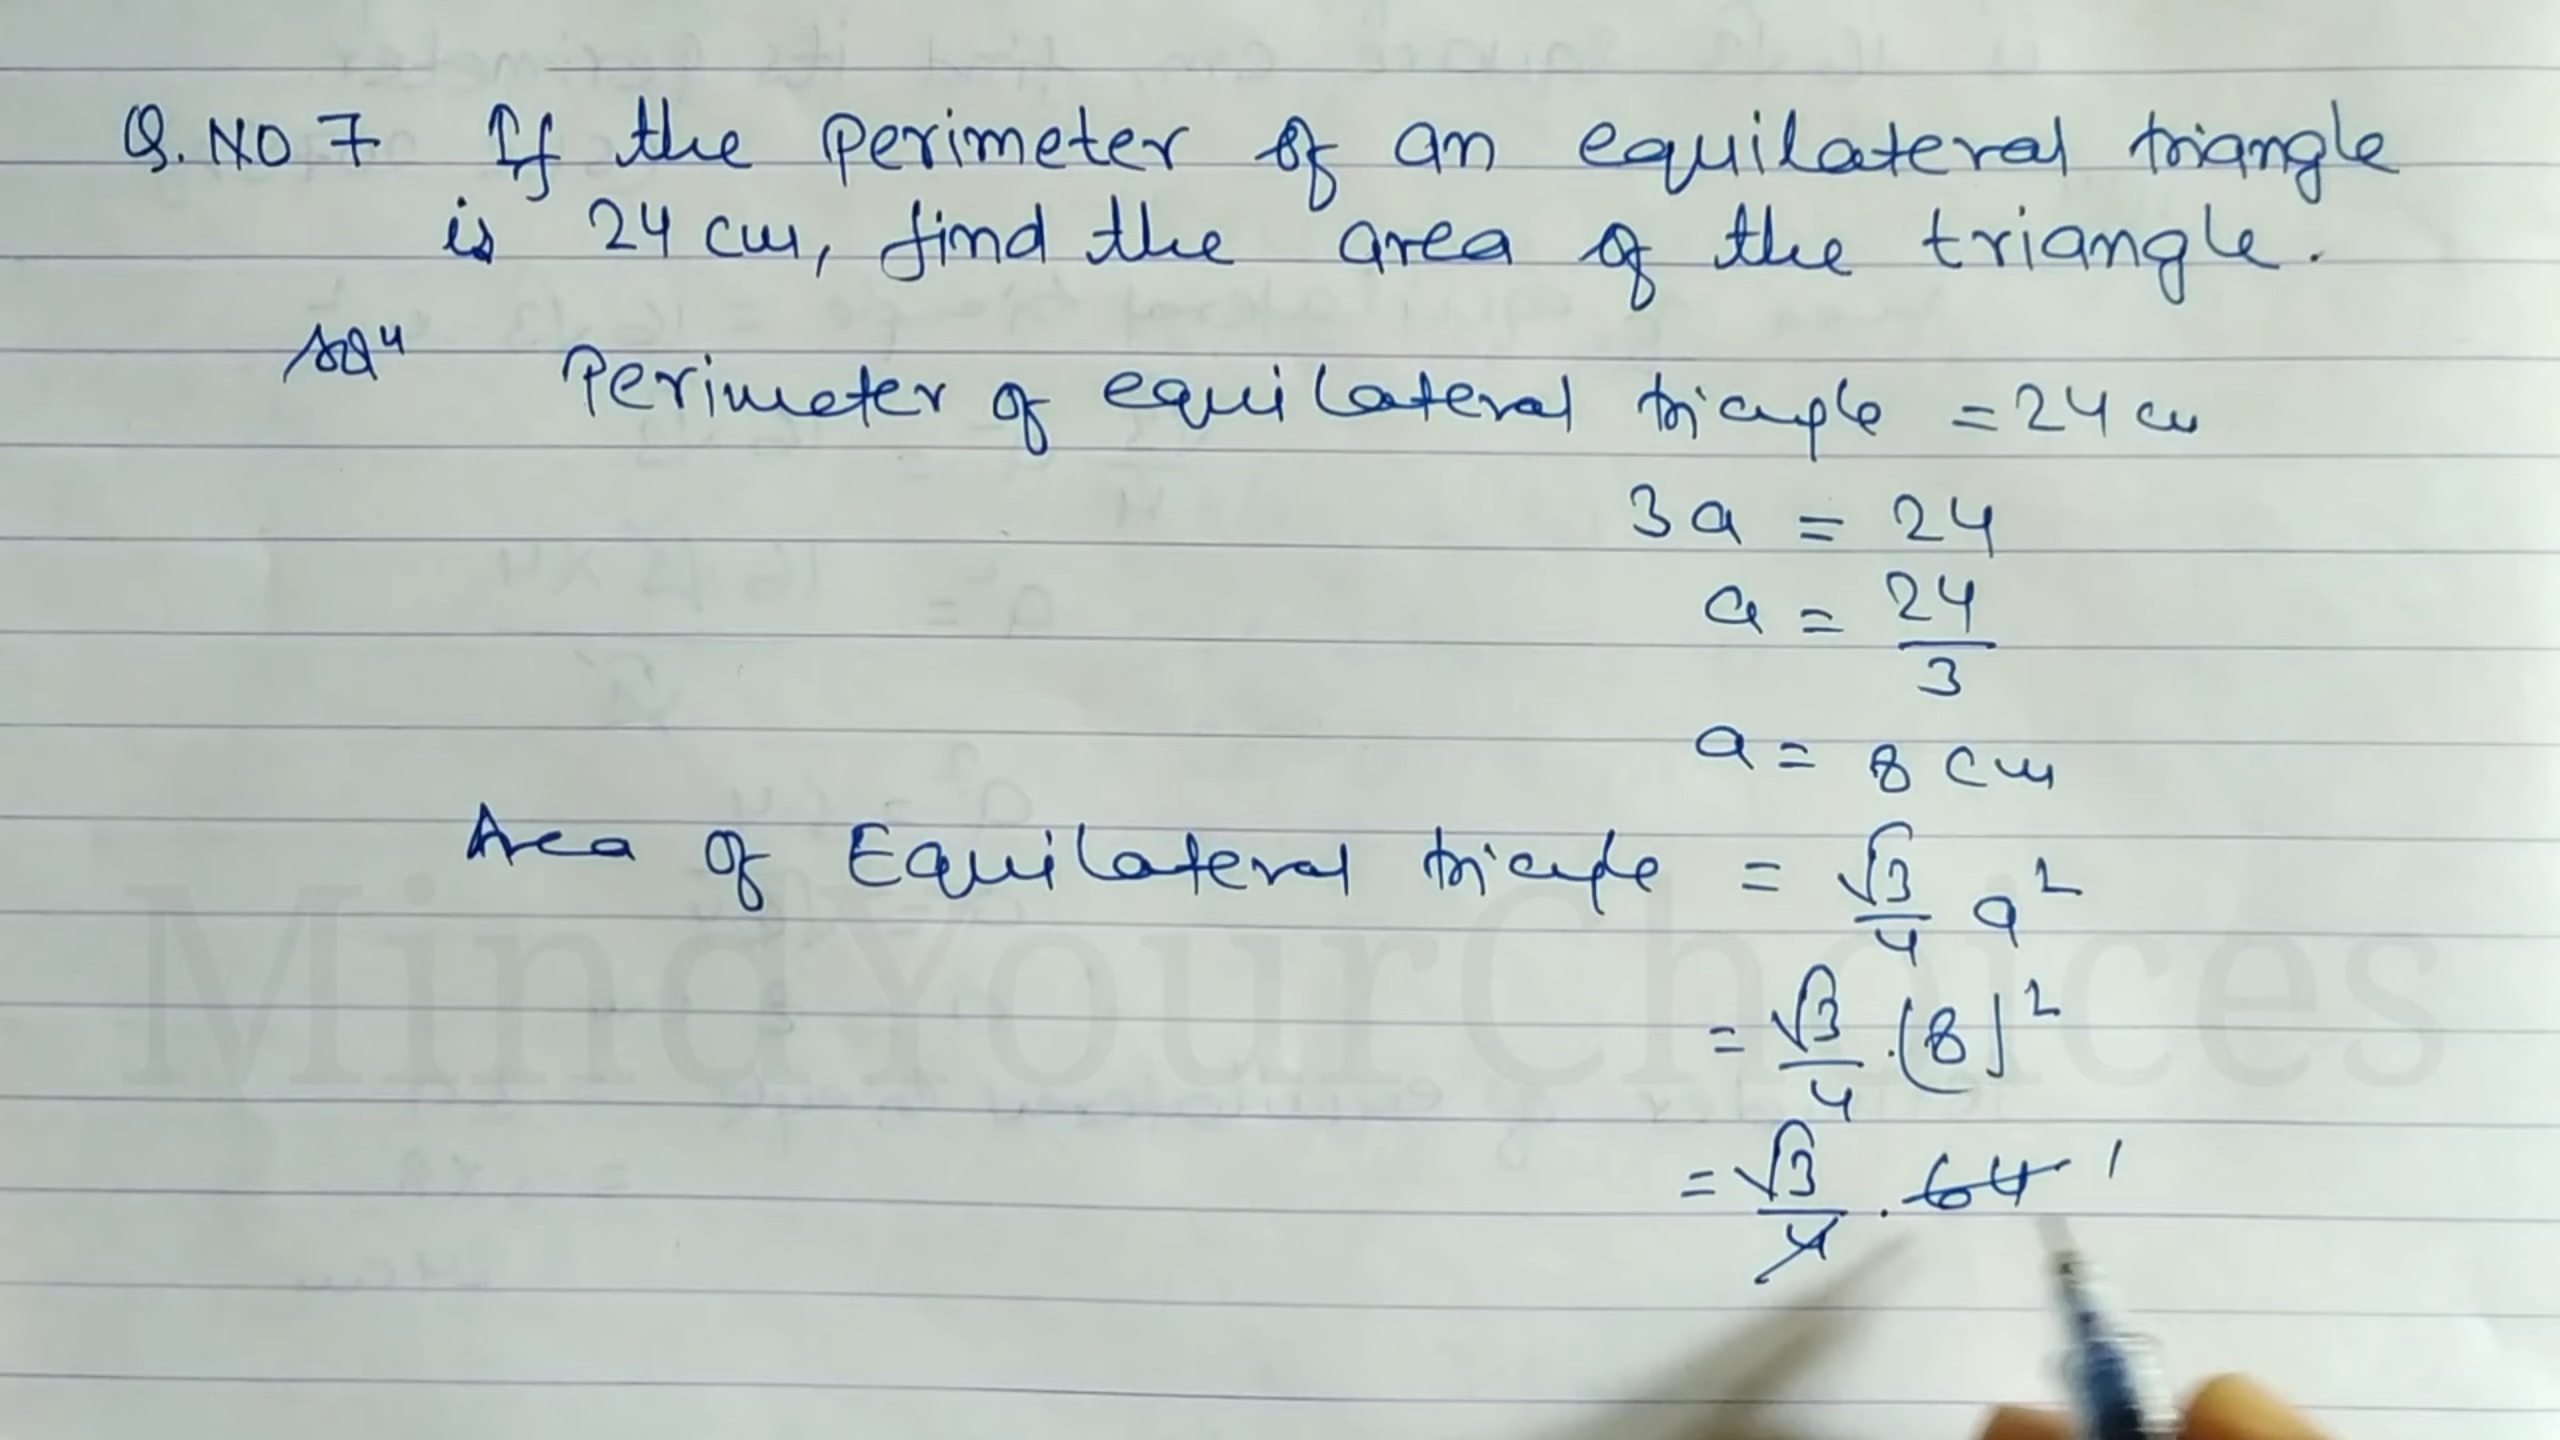 Q. NO 7 If the perimeter of an equilateral triangle
is 24 cm, find the area of the triangle.
Solⁿ Perimeter of equilateral triangle = 24 cm
3a = 24
a = 24/3
a = 8 cm
Area of Equilateral triangle = √3/4 a²
= √3/4 . (8)²
= √3/4 . 64 1
MindYourChoices